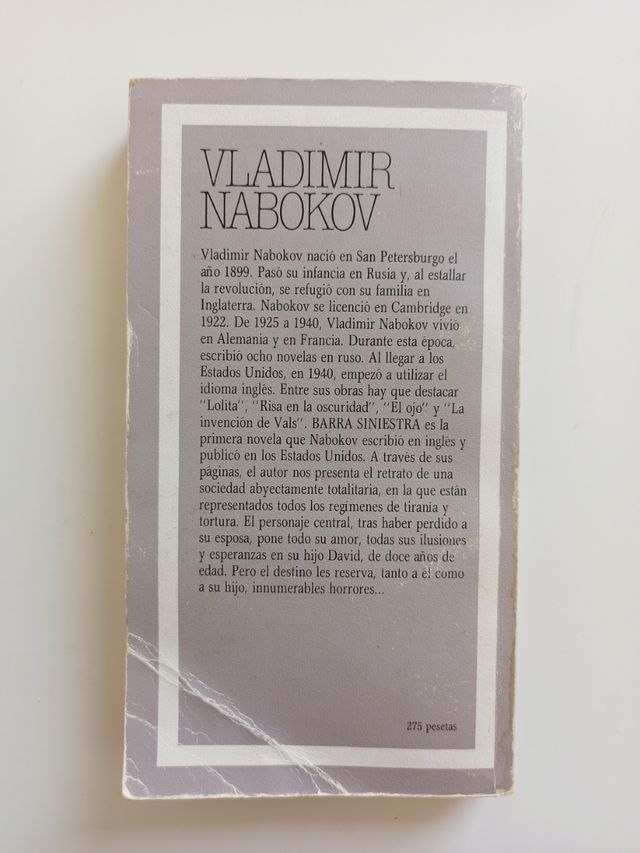 VLADIMIR
NABOKOV
Vladimir Nabokov nació en San Petersburgo el
año 1899. Pasó su infancia en Rusia y, al estallar
la revolución, se refugió con su familia en
Inglaterra. Nabokov se licenció en Cambridge en
1922. De 1925 a 1940, Vladimir Nabokov vivió
en Alemania y en Francia. Durante esta época,
escribió ocho novelas en ruso. Al llegar a los
Estados Unidos, en 1940, empezó a utilizar el
idioma inglés. Entre sus obras hay que destacar
"Lolita", "Risa en la oscuridad", "El ojo" y "La
invención de Vals". BARRA SINIESTRA es la
primera novela que Nabokov escribió en inglés y
publicó en los Estados Unidos. A través de sus
páginas, el autor nos presenta el retrato de una
sociedad abyectamente totalitaria, en la que están
representados todos los regímenes de tiranía y
tortura. El personaje central, tras haber perdido a
su esposa, pone todo su amor, todas sus ilusiones
y esperanzas en su hijo David, de doce años de
edad. Pero el destino les reserva, tanto a él como
a su hijo, innumerables horrores...
275 pesetas